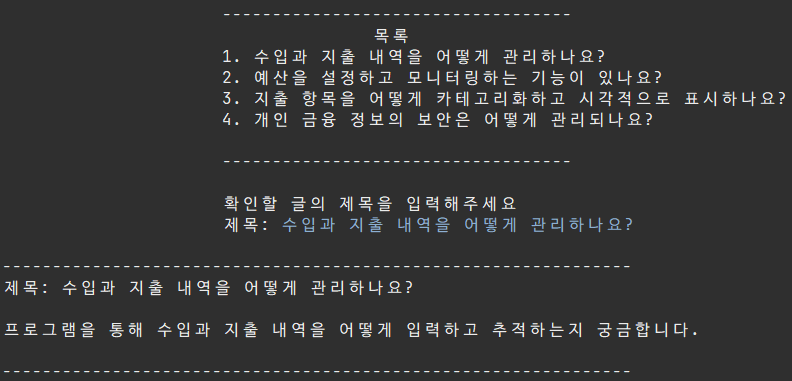 -----------------------------------
목록
1. 수입과 지출 내역을 어떻게 관리하나요?
2. 예산을 설정하고 모니터링하는 기능이 있나요?
3. 지출 항목을 어떻게 카테고리화하고 시각적으로 표시하나요?
4. 개인 금융 정보의 보안은 어떻게 관리되나요?
-----------------------------------
확인할 글의 제목을 입력해주세요
제목: 수입과 지출 내역을 어떻게 관리하나요?
---------------------------------------------------------------
제목: 수입과 지출 내역을 어떻게 관리하나요?
프로그램을 통해 수입과 지출 내역을 어떻게 입력하고 추적하는지 궁금합니다.
---------------------------------------------------------------